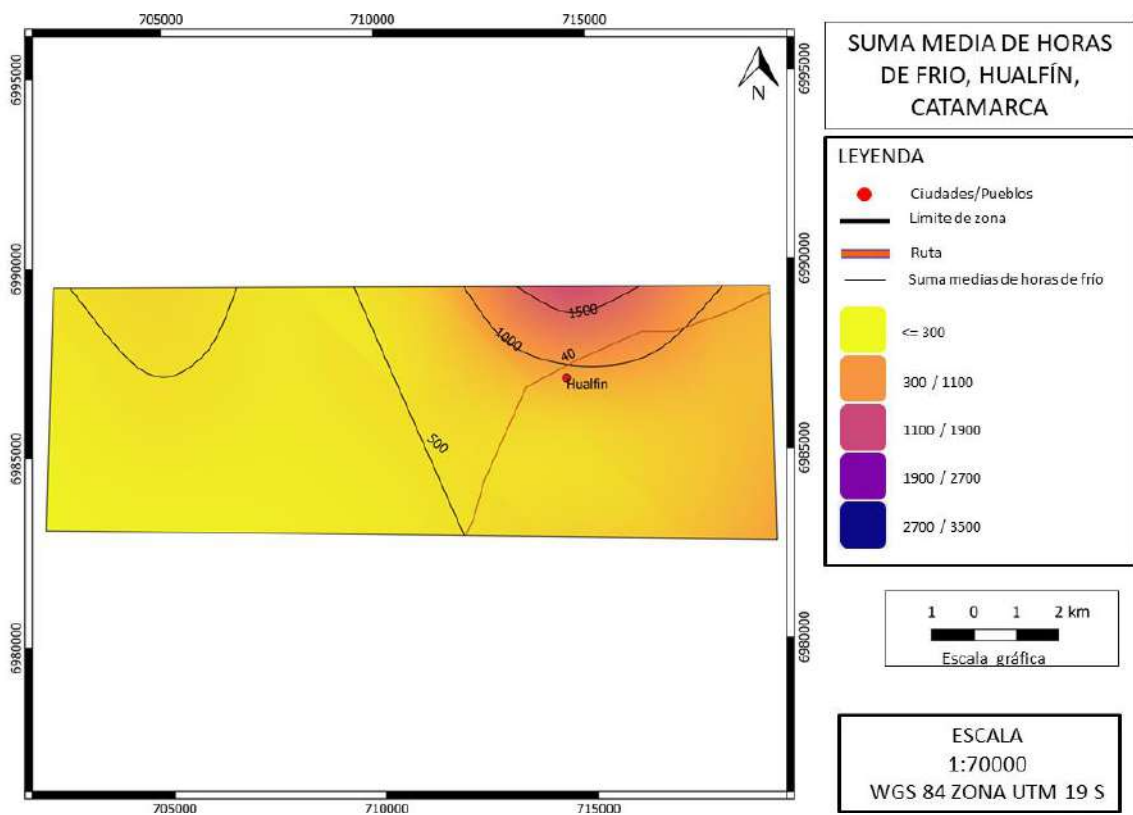 705000
710000
715000
6995000
6995000
N
6990000
6990000
1500
1000
40
Hualfin
500
6985000
6985000
6980000
6980000
705000
710000
715000
SUMA MEDIA DE HORAS
DE FRIO, HUALFÍN,
CATAMARCA
LEYENDA
Ciudades/Pueblos
Limite de zona
Ruta
Suma medias de horas de frío
<= 300
300 / 1100
1100 / 1900
1900 / 2700
2700 / 3500
1 0 1 2 km
Escala gráfica
ESCALA
1:70000
WGS 84 ZONA UTM 19 S